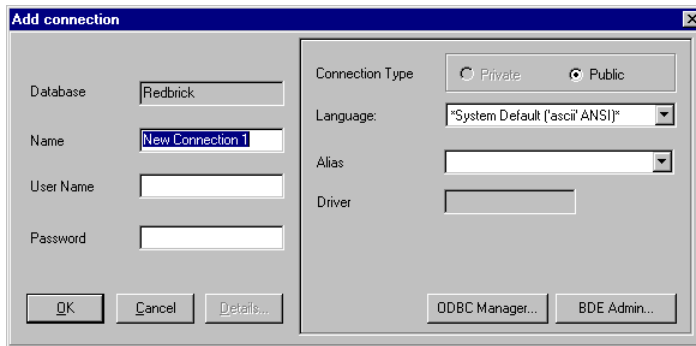 Add connection
Database
Redbrick
Name
New Connection 1
User Name
Password
OK
Cancel
Details...
Connection Type
Private
Public
Language:
*System Default ('ascii' ANSI)*
Alias
Driver
ODBC Manager...
BDE Admin...